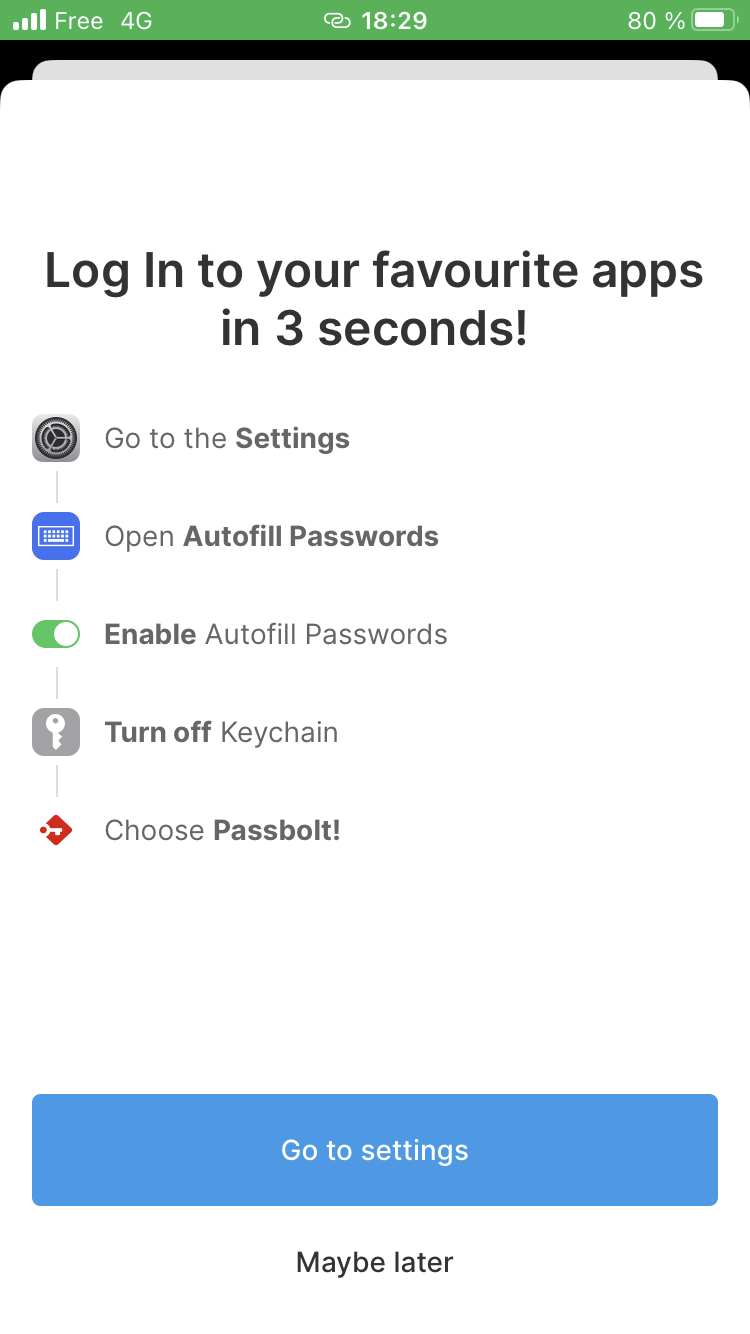 Free 4G 18:29 80 %
Log In to your favourite apps
in 3 seconds!
Go to the Settings
Open Autofill Passwords
Enable Autofill Passwords
Turn off Keychain
Choose Passbolt!
Go to settings
Maybe later